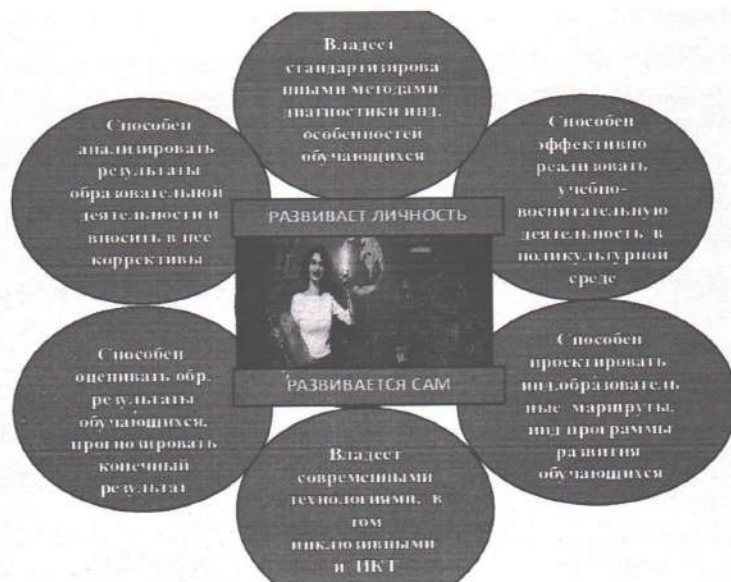 Владеет
стандартизирова
нными методами
диагностики инд.
особенностей
обучающихся
Способен
анализировать
результаты
образовательной
деятельности и
вносить в нее
коррективы
Способен
эффективно
реализовать
учебно-
воспитательную
деятельность в
поликультурной
среде
РАЗВИВАЕТ ЛИЧНОСТЬ
РАЗВИВАЕТСЯ САМ
Способен
оценивать обр.
результаты
обучающихся,
прогнозировать
конечный
результат
Способен
проектировать
инд.образователь
ные маршруты,
инд программы
развития
обучающихся
Владеет
современными
технологиями, в
том
инклюзивными
и ИКТ